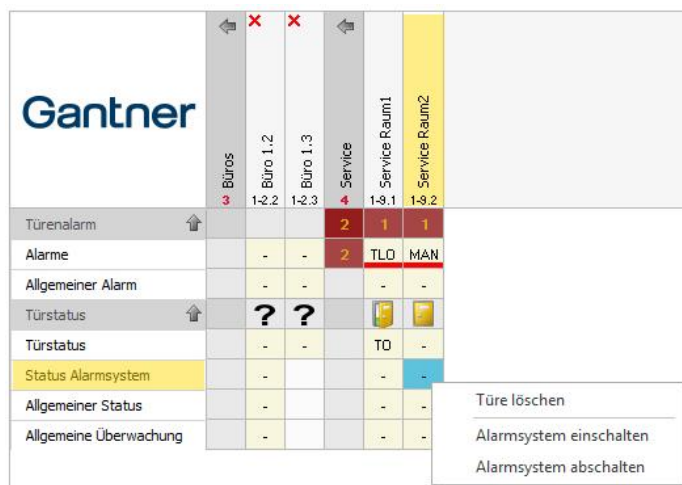 Gantner
Büros
Büro 1.2
Büro 1.3
Service
Service Raum1
Service Raum2
3 1-2.2 1-2.3 4 1-9.1 1-9.2
Türenalarm 2 1 1
Alarme - - 2 TLO MAN
Allgemeiner Alarm - - - -
Türstatus ? ?
Türstatus - - TO -
Status Alarmsystem - - -
Allgemeiner Status - - -
Allgemeine Überwachung - - -
Türe löschen
Alarmsystem einschalten
Alarmsystem abschalten